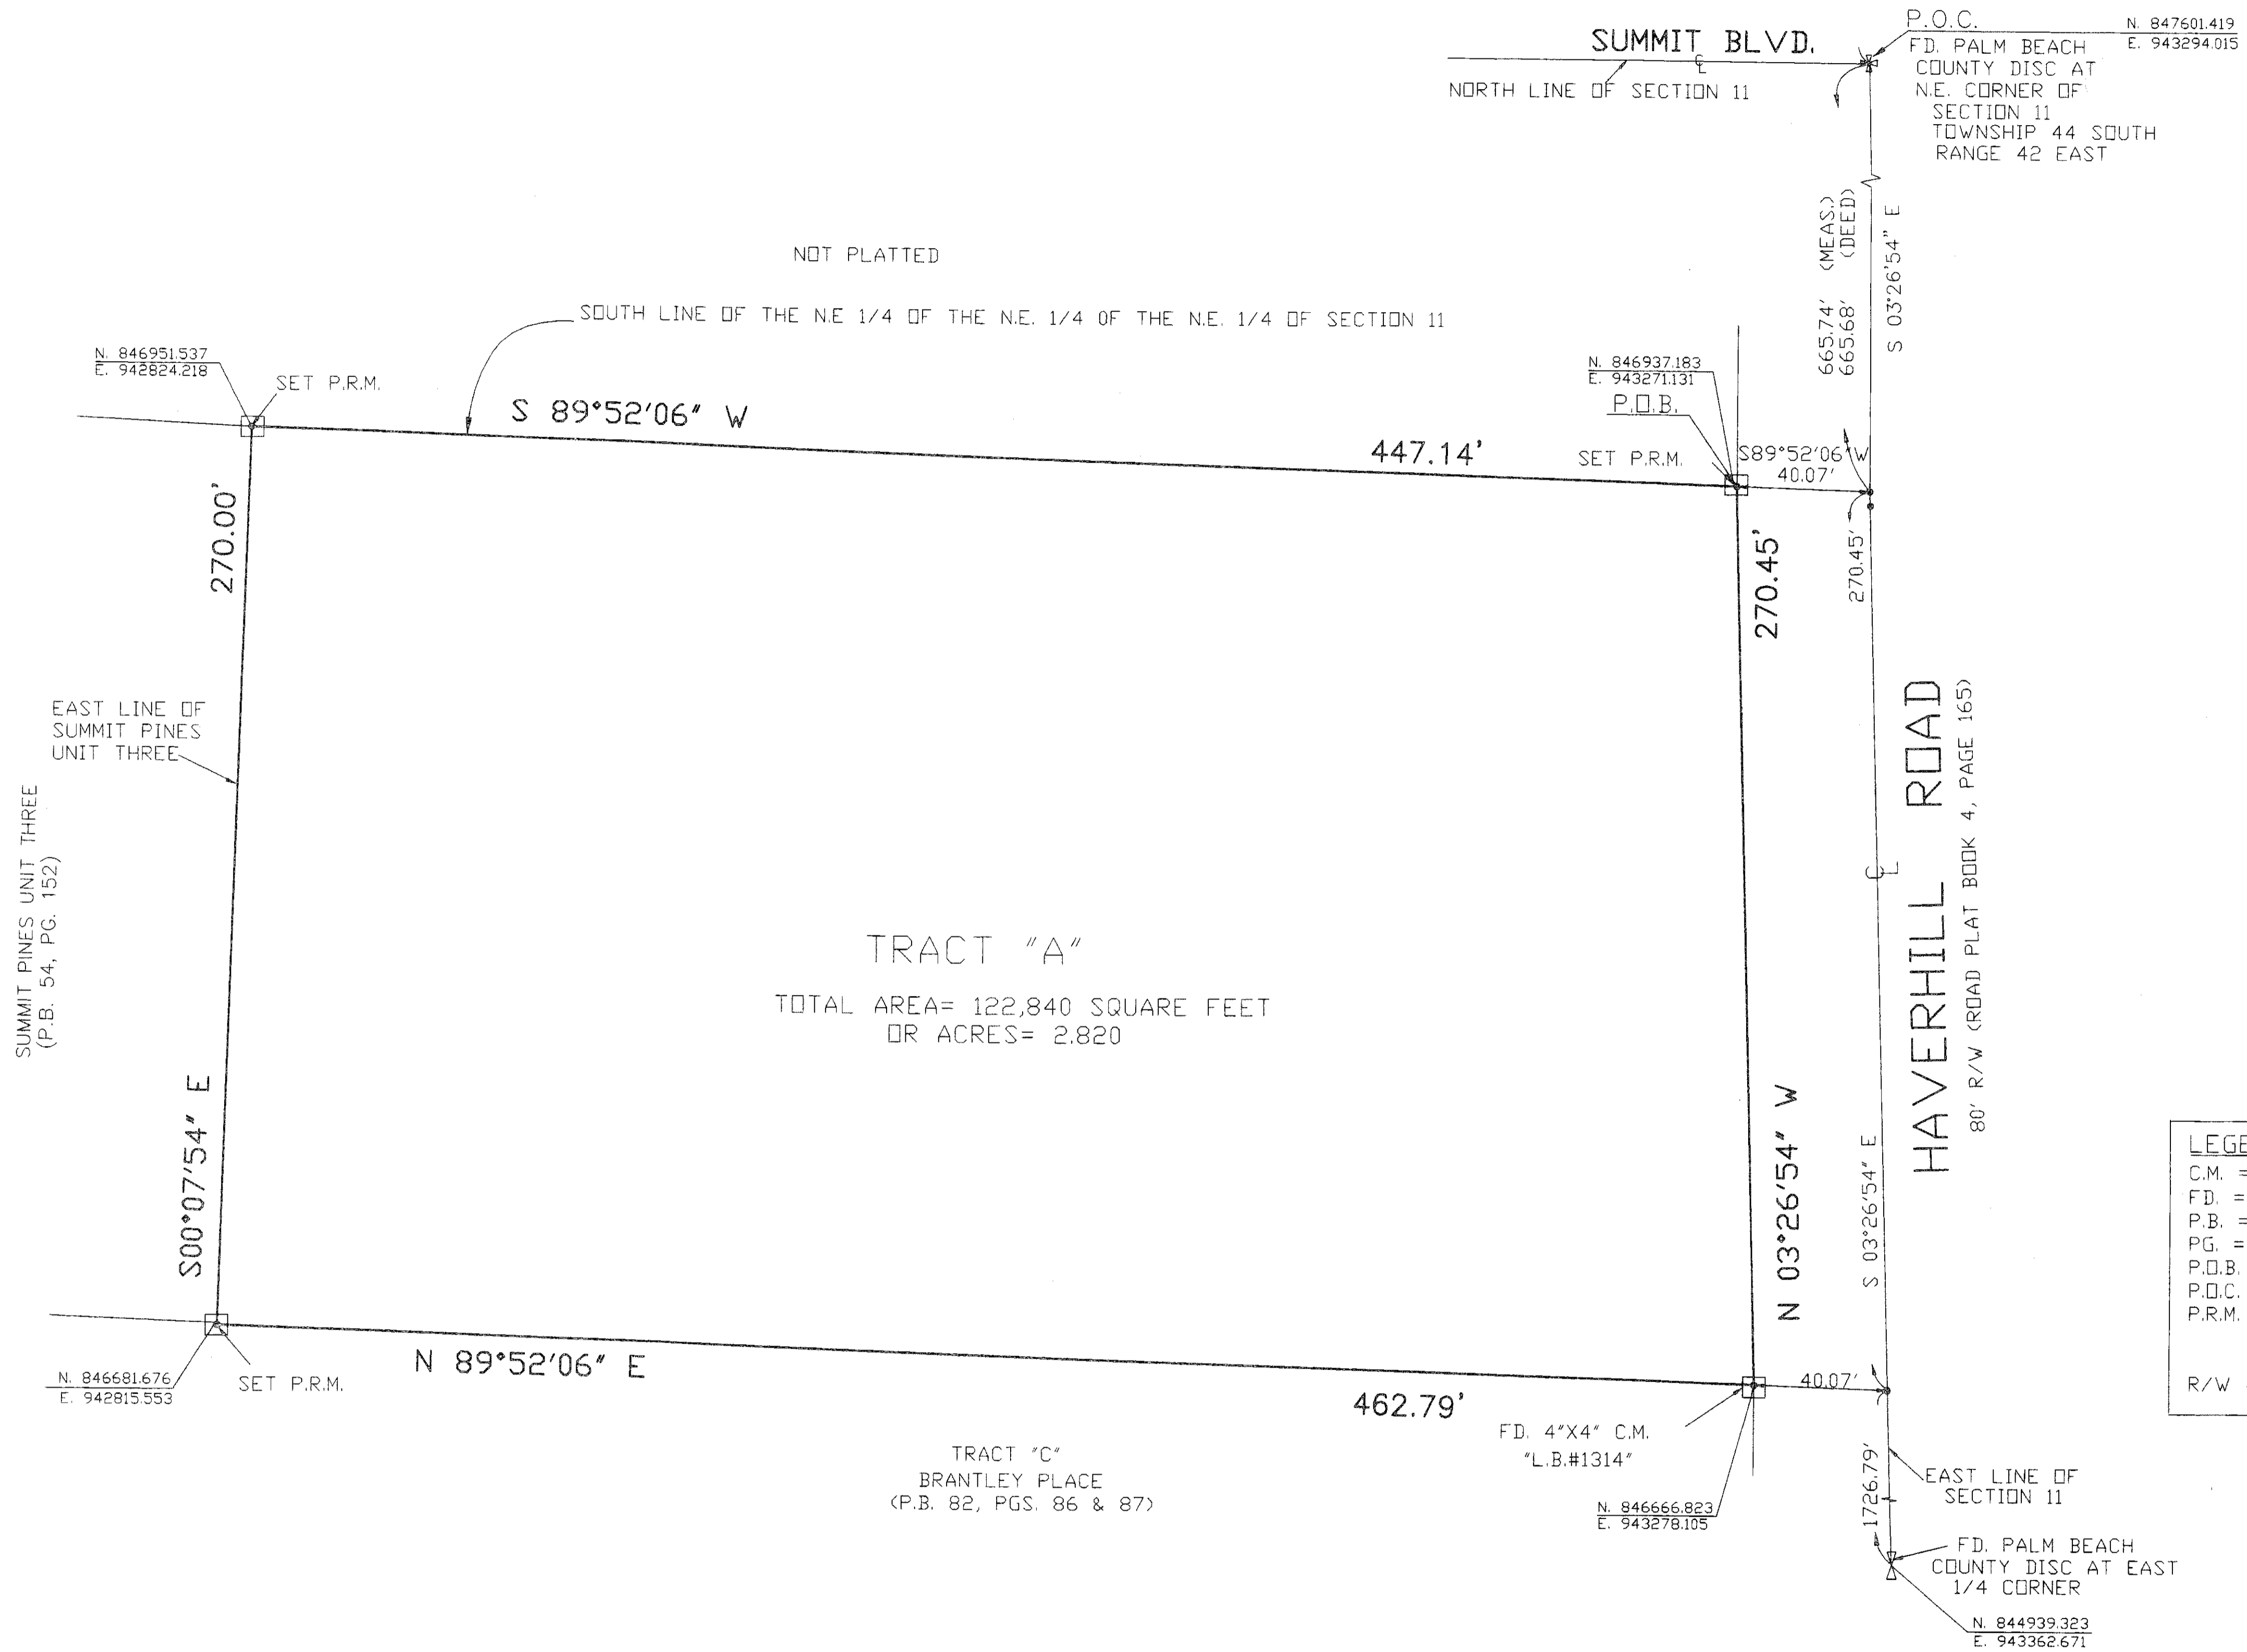 P.O.C.
N. 847601.419
E. 943294.015
FD. PALM BEACH
COUNTY DISC AT
N.E. CORNER OF
SECTION 11
TOWNSHIP 44 SOUTH
RANGE 42 EAST
SUMMIT BLVD.
CL
NORTH LINE OF SECTION 11
665.74' (MEAS.)
665.68' (DEED)
S 03°26'54" E
NOT PLATTED
SOUTH LINE OF THE N.E 1/4 OF THE N.E. 1/4 OF THE N.E. 1/4 OF SECTION 11
N. 846951.537
E. 942824.218
SET P.R.M.
S 89°52'06" W
447.14'
N. 846937.183
E. 943271.131
P.O.B.
SET P.R.M.
S89°52'06"W
40.07'
270.00'
270.45'
270.45'
EAST LINE OF
SUMMIT PINES
UNIT THREE
SUMMIT PINES UNIT THREE
(P.B. 54, PG. 152)
TRACT "A"
TOTAL AREA= 122,840 SQUARE FEET
OR ACRES= 2.820
CL
HAVERHILL ROAD
80' R/W (ROAD PLAT BOOK 4, PAGE 165)
S00°07'54" E
N 03°26'54" W
S 03°26'54" E
LEGE
C.M. =
FD. =
P.B. =
PG. =
P.O.B.
P.O.C.
P.R.M.
R/W
N. 846681.676
E. 942815.553
SET P.R.M.
N 89°52'06" E
462.79'
40.07'
FD. 4"X4" C.M.
"L.B.#1314"
TRACT "C"
BRANTLEY PLACE
(P.B. 82, PGS. 86 & 87)
N. 846666.823
E. 943278.105
1726.79'
EAST LINE OF
SECTION 11
FD. PALM BEACH
COUNTY DISC AT EAST
1/4 CORNER
N. 844939.323
E. 943362.671